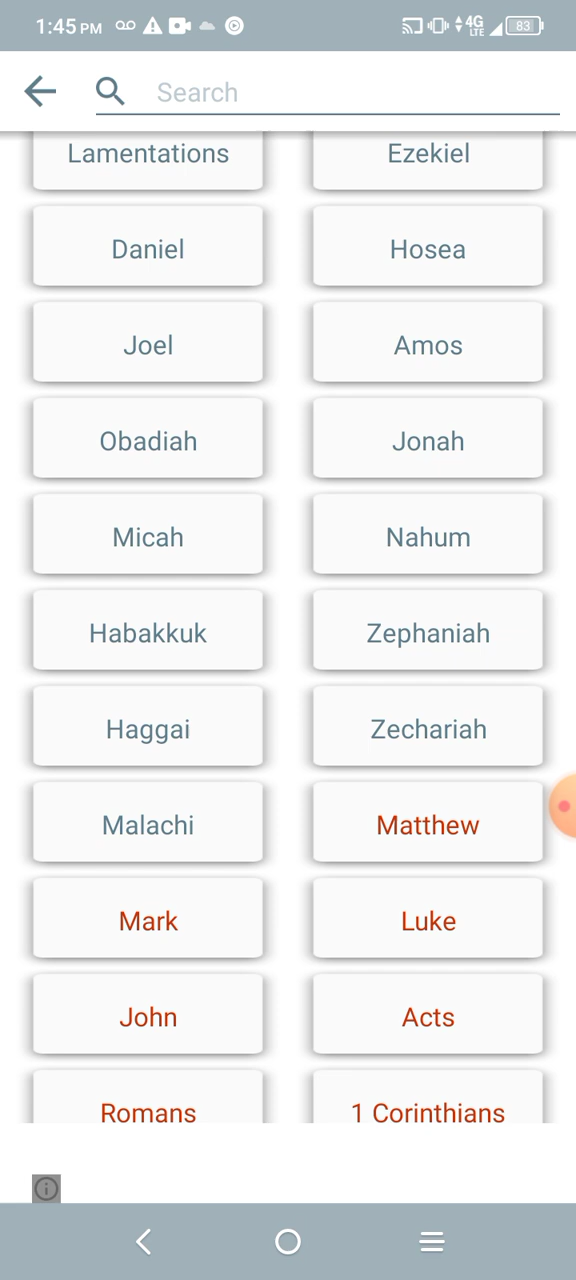 1:45 PM 4G LTE 83
Search
Lamentations Ezekiel
Daniel Hosea
Joel Amos
Obadiah Jonah
Micah Nahum
Habakkuk Zephaniah
Haggai Zechariah
Malachi Matthew
Mark Luke
John Acts
Romans 1 Corinthians